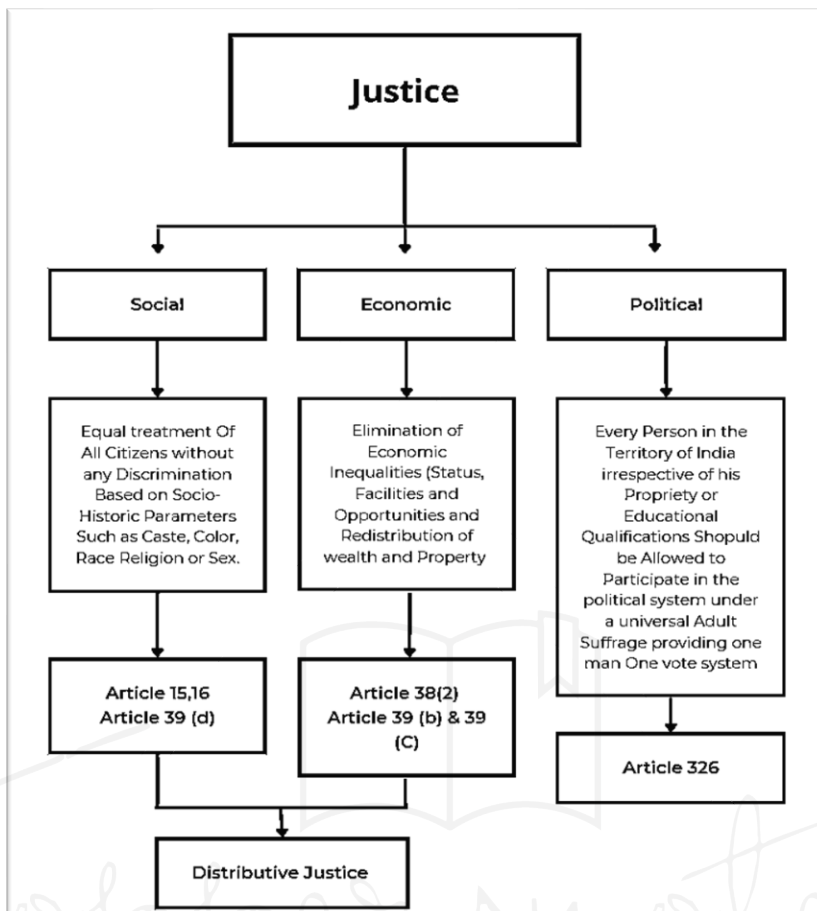 Justice
Social
Economic
Political
Equal treatment Of
All Citizens without
any Discrimination
Based on Socio-
Historic Parameters
Such as Caste, Color,
Race Religion or Sex.
Elimination of
Economic
Inequalities (Status,
Facilities and
Opportunities and
Redistribution of
wealth and Property
Every Person in the
Territory of India
irrespective of his
Propriety or
Educational
Qualifications Shopuld
be Allowed to
Participate in the
political system under
a universal Adult
Suffrage providing one
man One vote system
Article 15,16
Article 39 (d)
Article 38(2)
Article 39 (b) & 39
(C)
Article 326
Distributive Justice